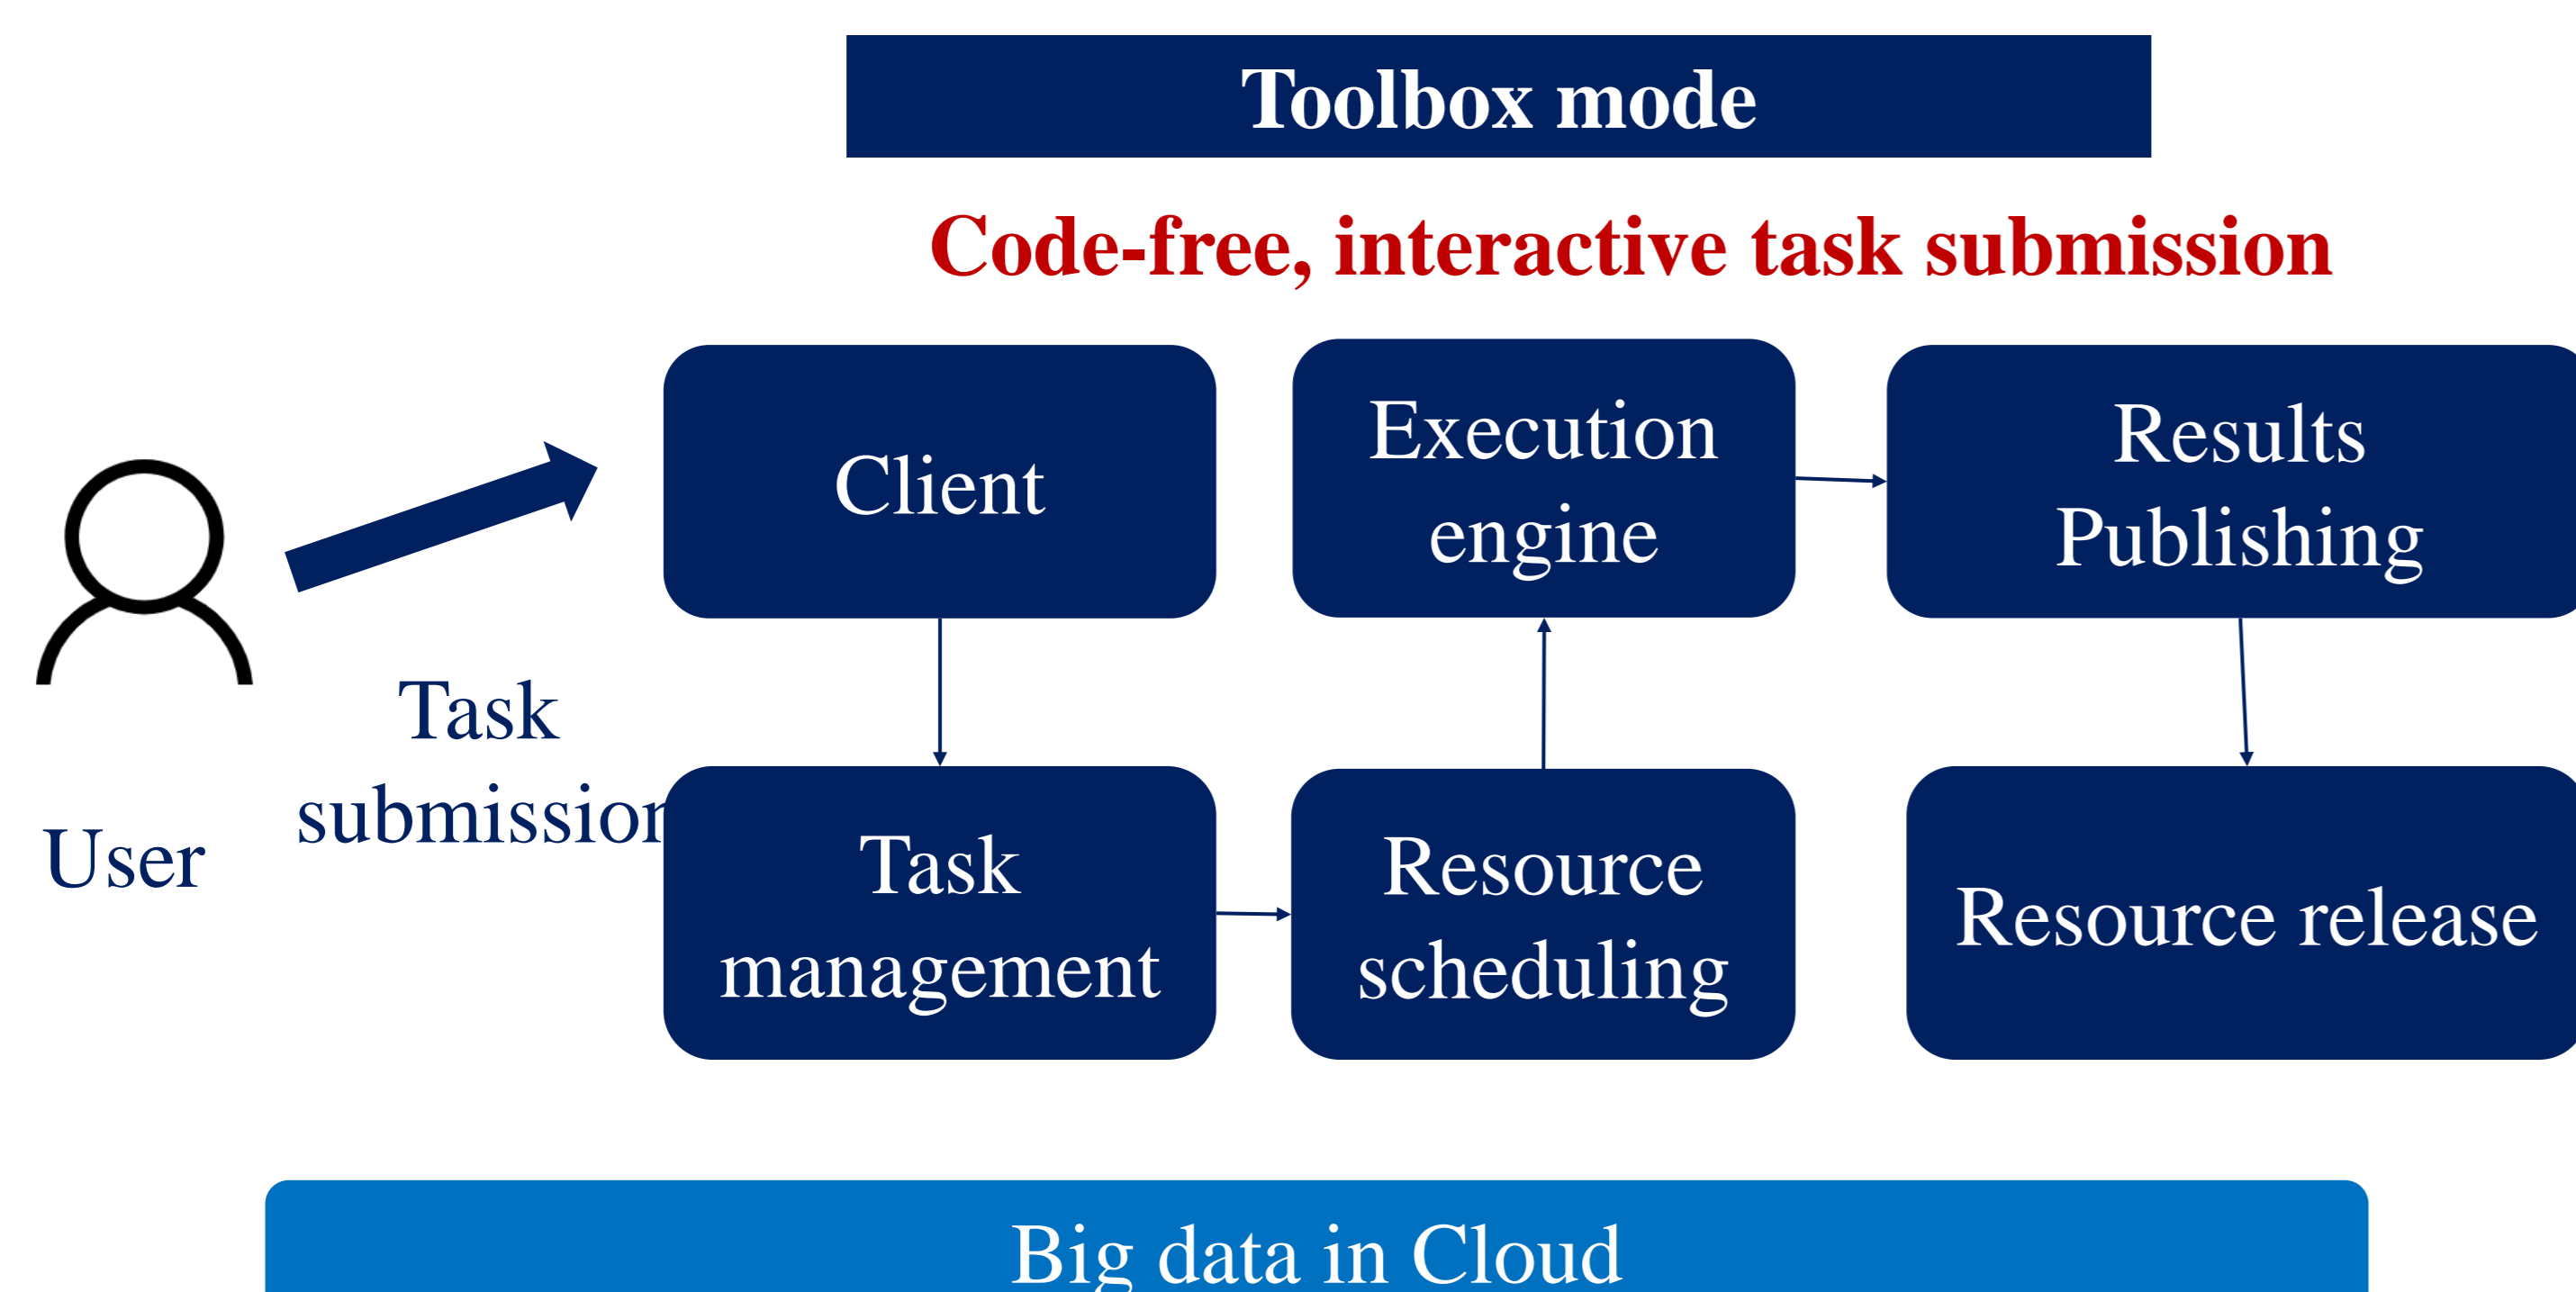 Toolbox mode
Code-free, interactive task submission
Client
Execution
engine
Results
Publishing
Task
submission
User
Task
management
Resource
scheduling
Resource release
Big data in Cloud